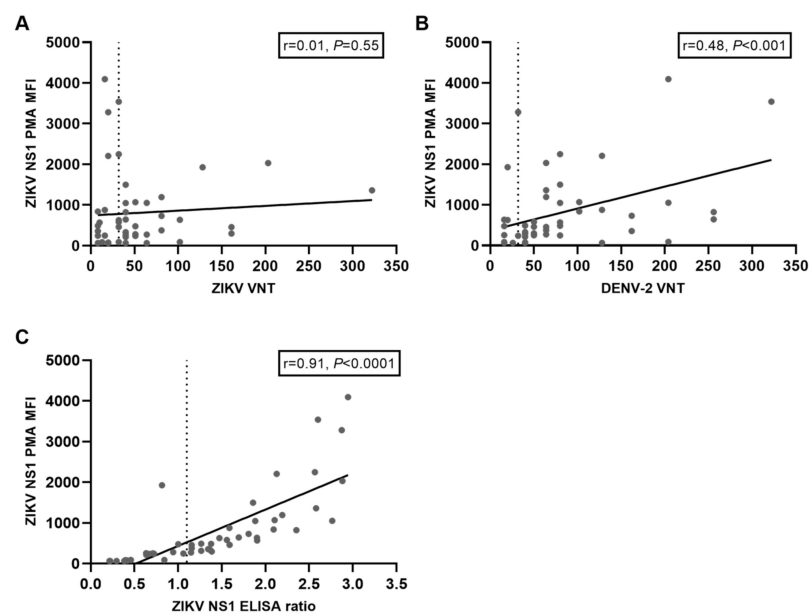 A
r=0.01, P=0.55
ZIKV NS1 PMA MFI
5000
4000
3000
2000
1000
0
0 50 100 150 200 250 300 350
ZIKV VNT
B
r=0.48, P<0.001
ZIKV NS1 PMA MFI
5000
4000
3000
2000
1000
0
0 50 100 150 200 250 300 350
DENV-2 VNT
C
r=0.91, P<0.0001
ZIKV NS1 PMA MFI
5000
4000
3000
2000
1000
0
0.0 0.5 1.0 1.5 2.0 2.5 3.0 3.5
ZIKV NS1 ELISA ratio